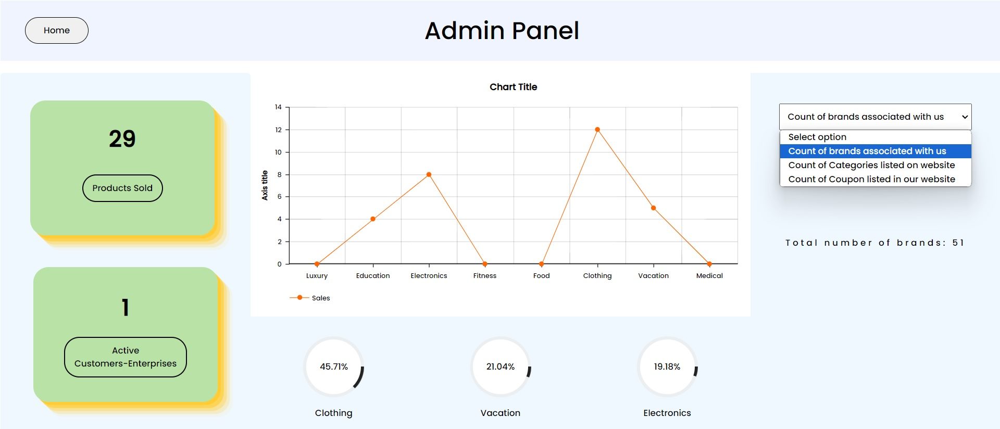 Home
Admin Panel
29
Products Sold
1
Active
Customers-Enterprises
Chart Title
Axis title
14
12
10
8
6
4
2
0
Luxury Education Electronics Fitness Food Clothing Vacation Medical
Sales
45.71% 21.04% 19.18%
Clothing Vacation Electronics
Count of brands associated with us
Select option
Count of brands associated with us
Count of Categories listed on website
Count of Coupon listed in our website
Total number of brands: 51